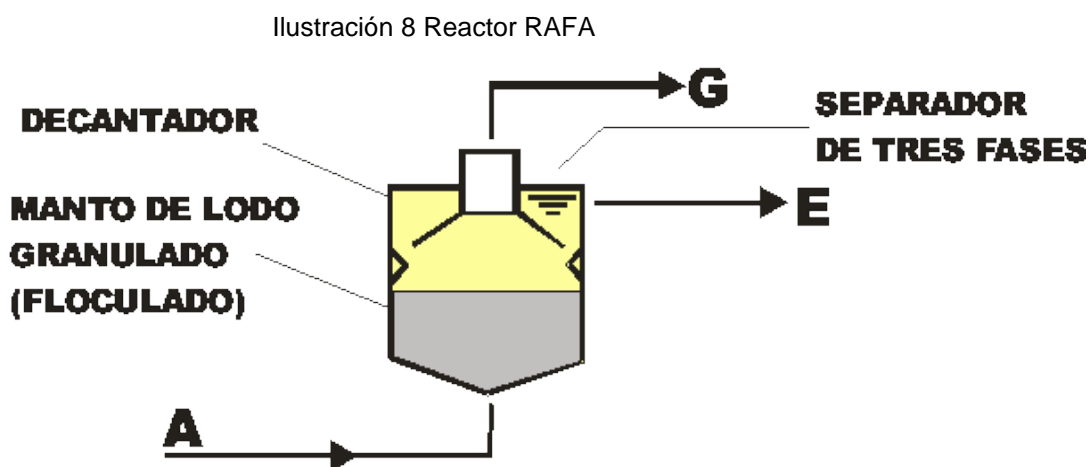 Ilustración 8 Reactor RAFA
G
DECANTADOR
SEPARADOR
DE TRES FASES
MANTO DE LODO
GRANULADO
(FLOCULADO)
E
A